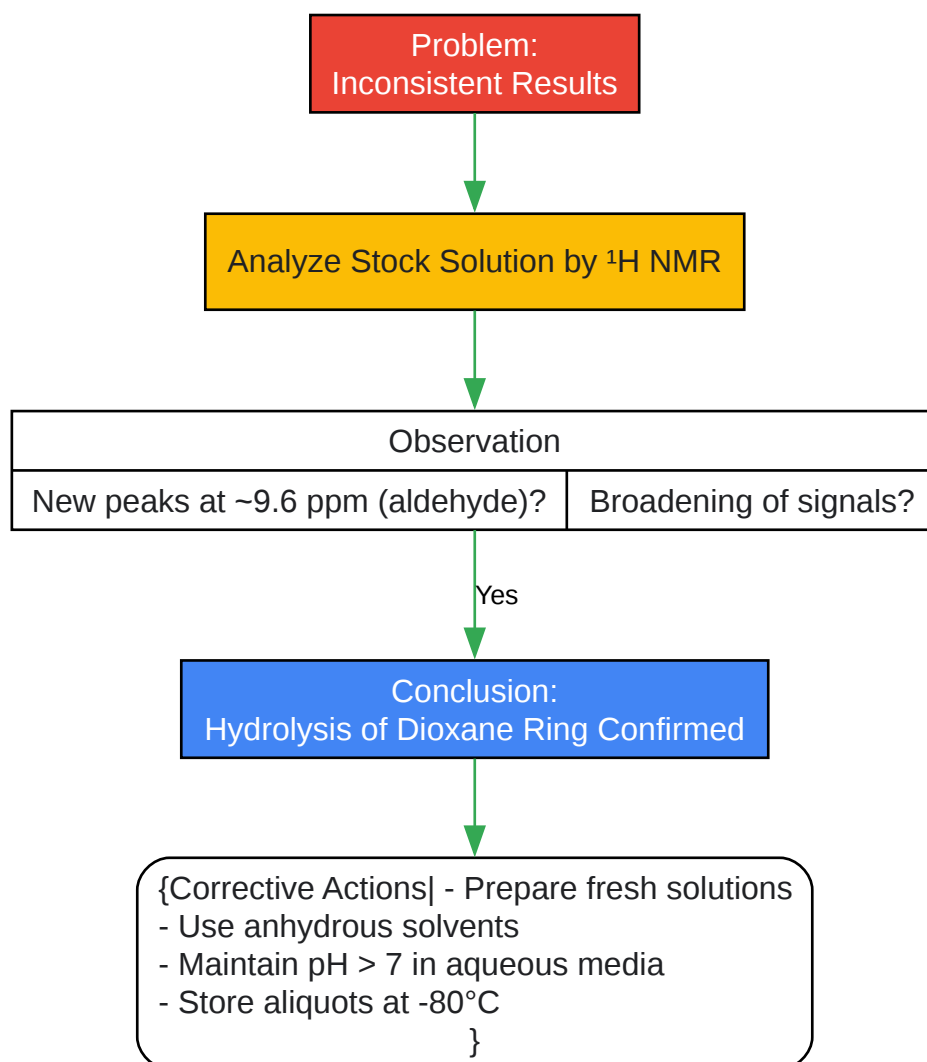 Problem:
Inconsistent Results
Analyze Stock Solution by ¹H NMR
Observation
New peaks at ~9.6 ppm (aldehyde)?
Broadening of signals?
Yes
Conclusion:
Hydrolysis of Dioxane Ring Confirmed
{Corrective Actions| - Prepare fresh solutions
- Use anhydrous solvents
- Maintain pH > 7 in aqueous media
- Store aliquots at -80°C
}